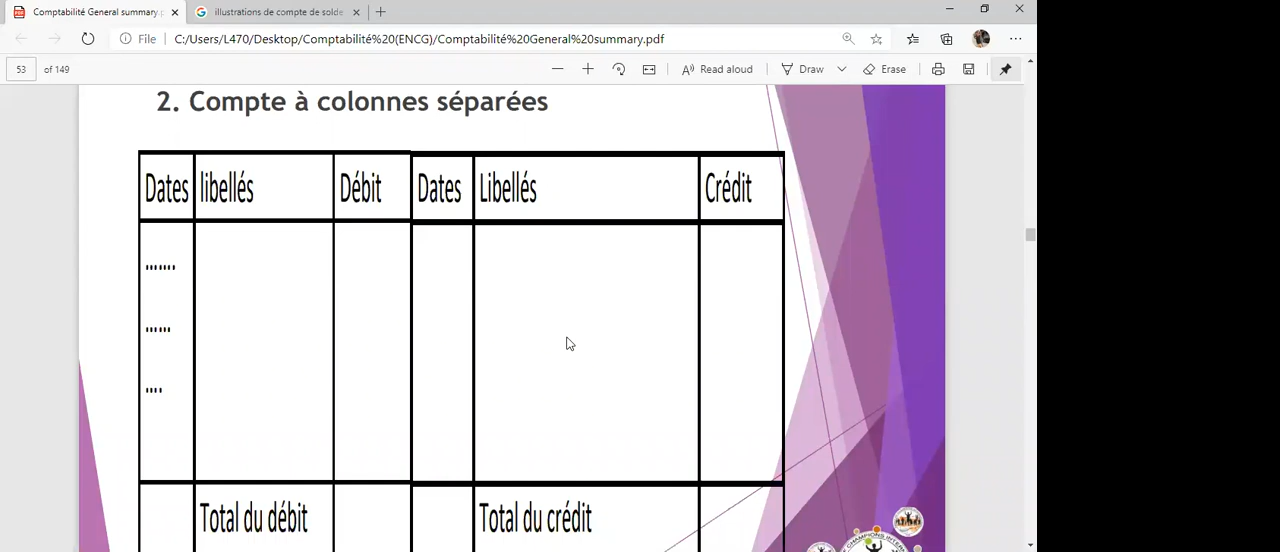 Comptabilité General summary.p
illustrations de compte de solde
File
C:/Users/L470/Desktop/Comptabilité%20(ENCG)/Comptabilité%20General%20summary.pdf
53 of 149
Read aloud
Draw
Erase
2. Compte à colonnes séparées
Dates libellés Débit Dates Libellés Crédit
.......
......
....
Total du débit Total du crédit